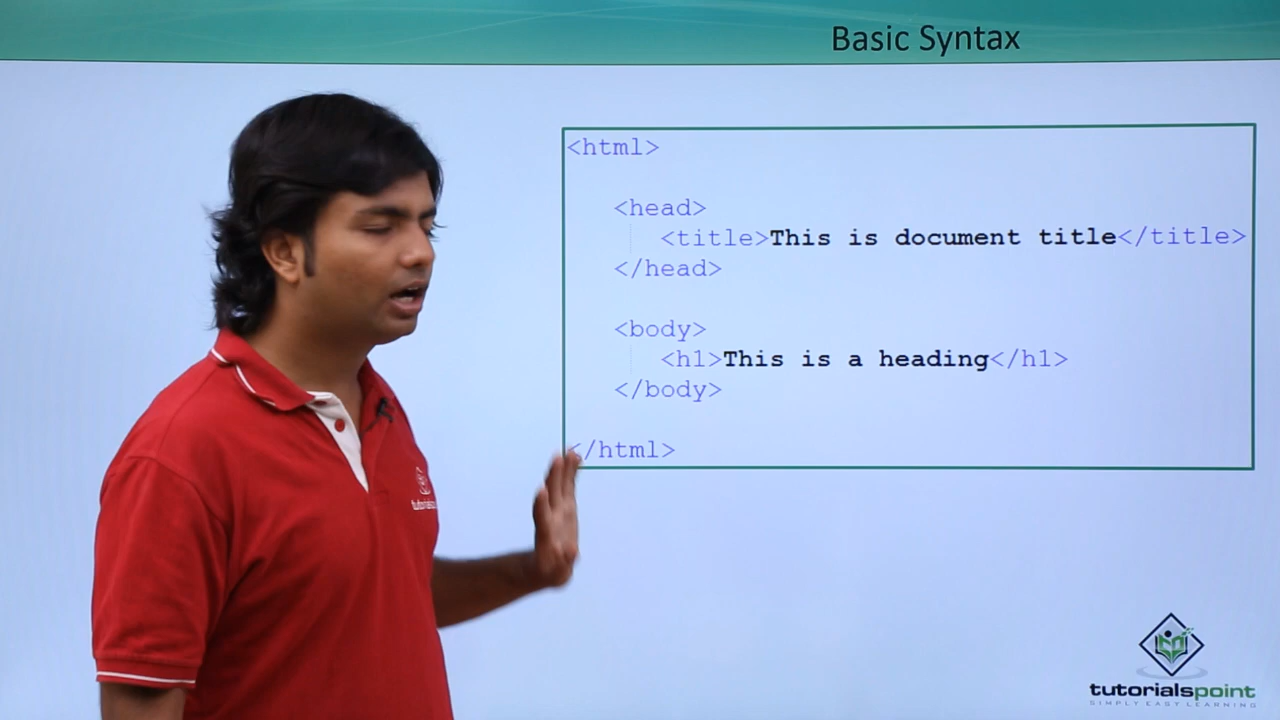 Basic Syntax
<html>
<head>
<title>This is document title</title>
</head>
<body>
<h1>This is a heading</h1>
</body>
</html>
tutorialspoint
SIMPLY EASY LEARNING